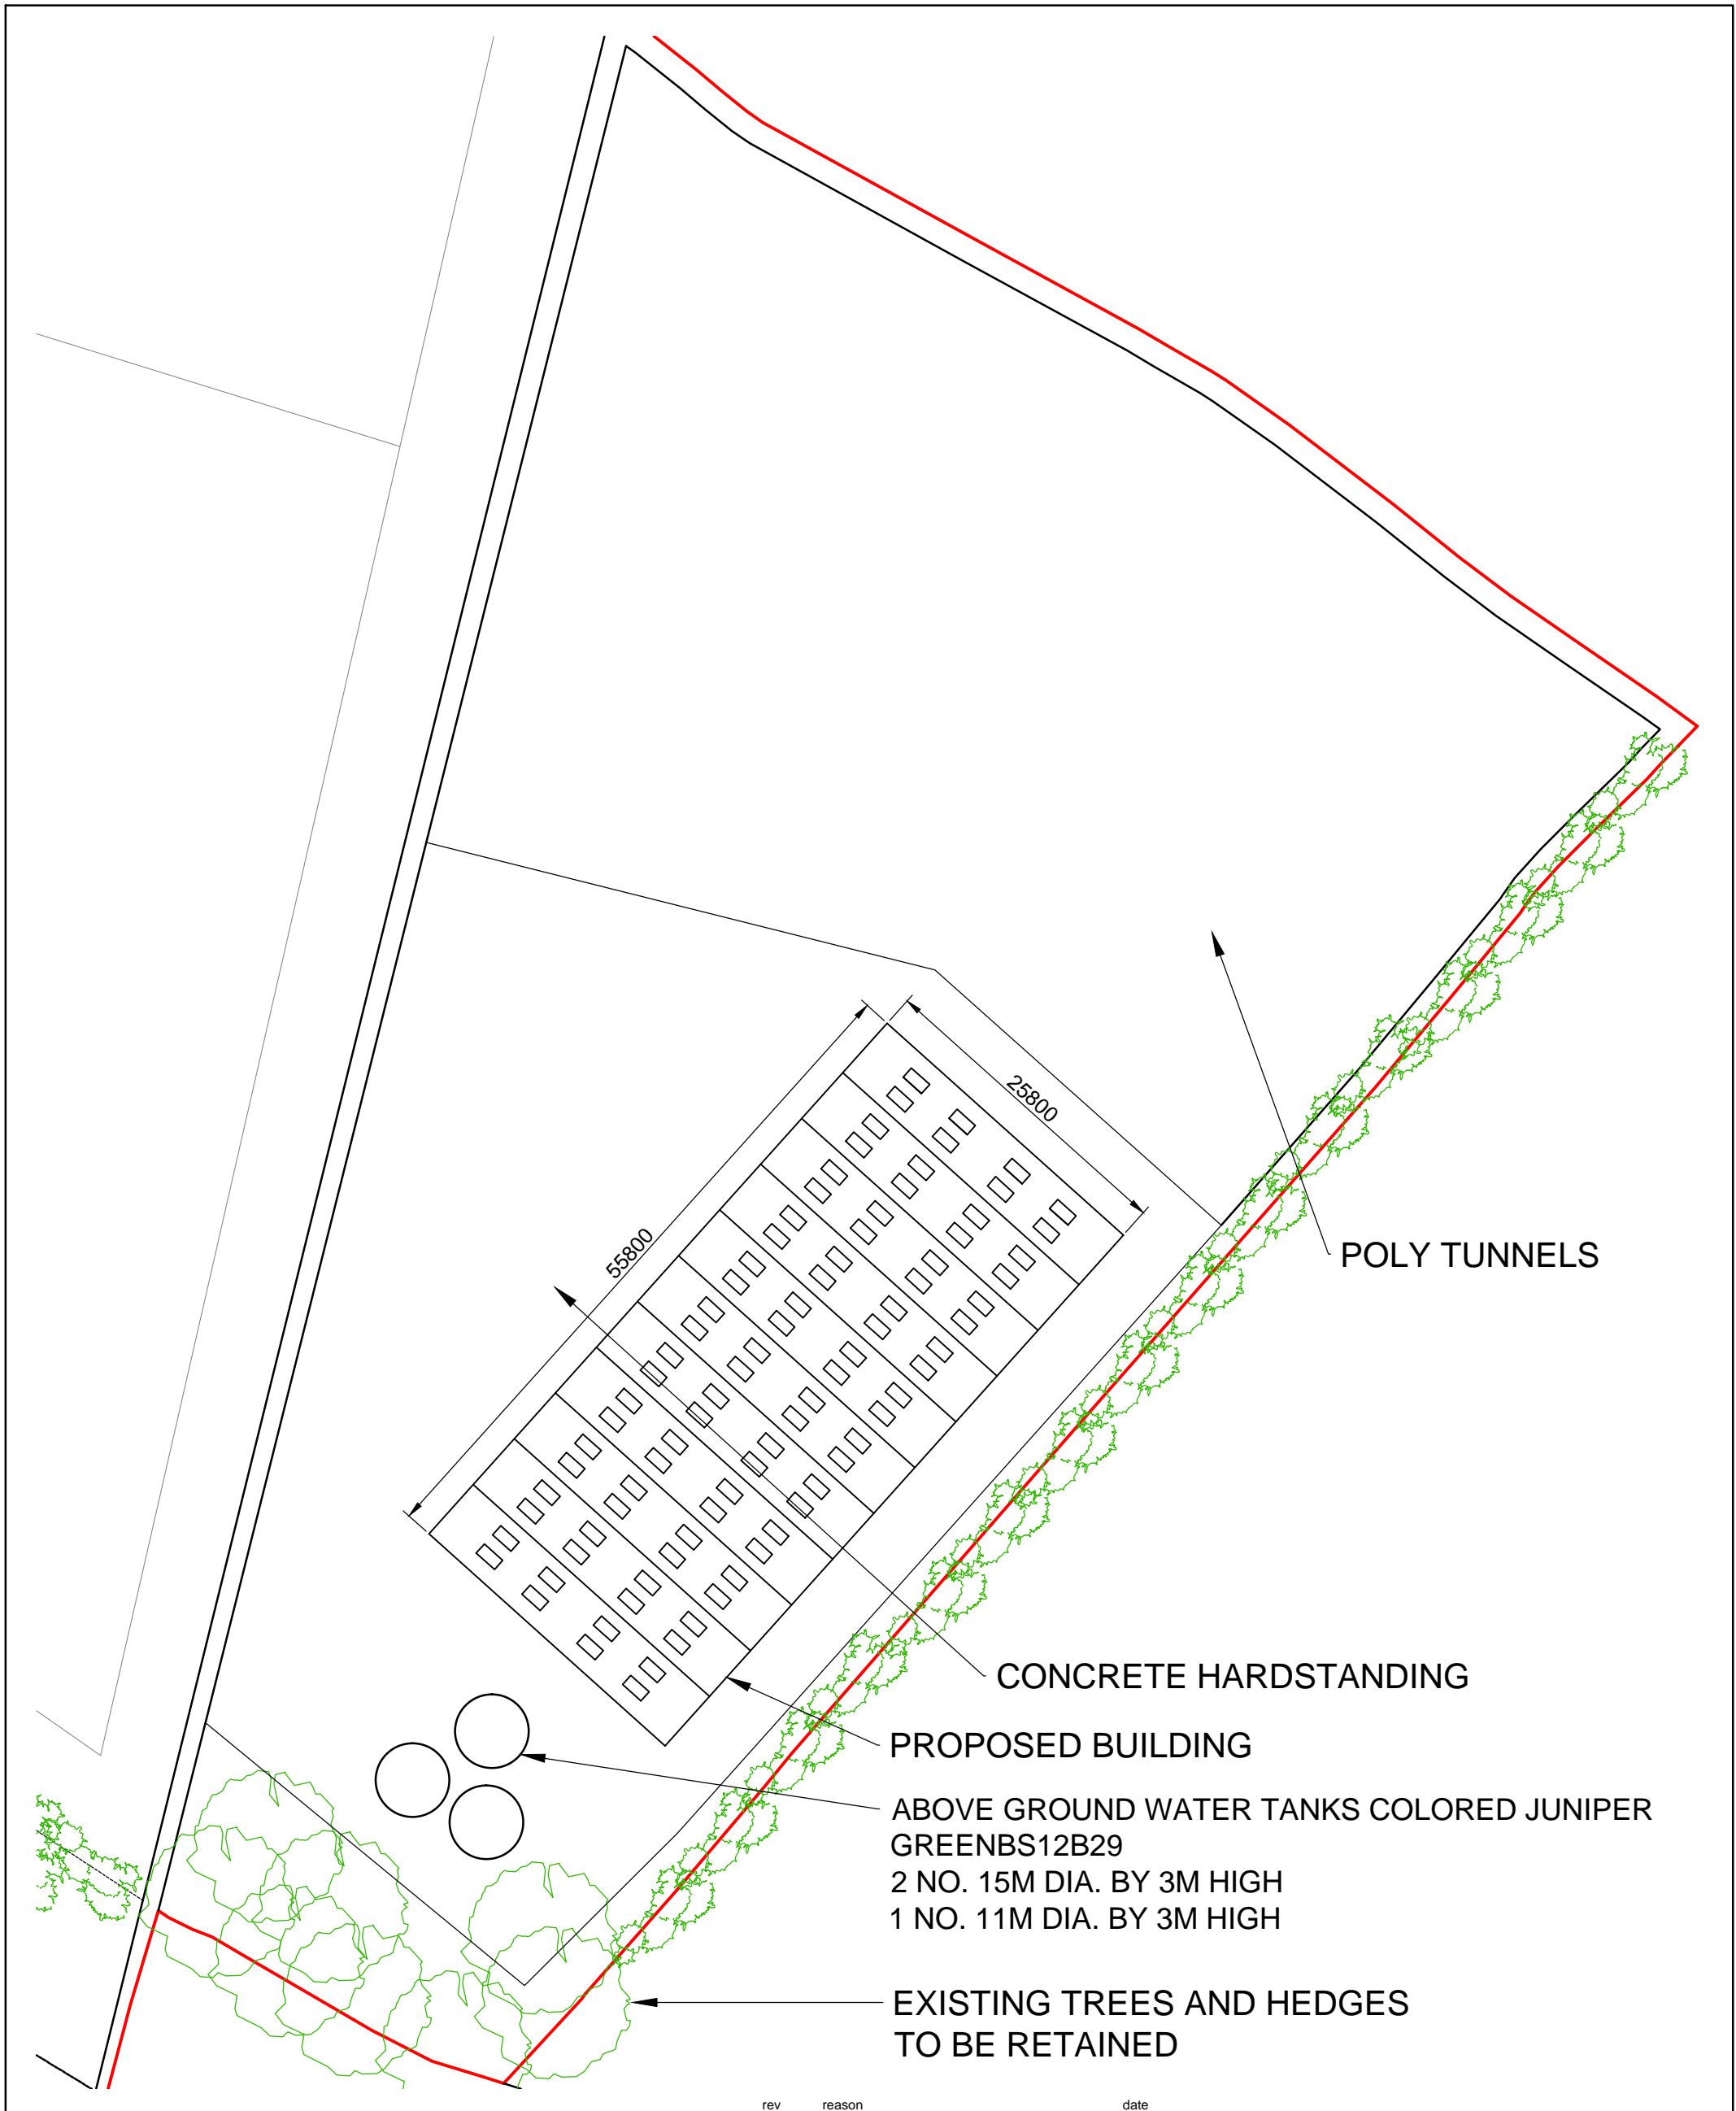 25800
55800
POLY TUNNELS
CONCRETE HARDSTANDING
PROPOSED BUILDING
ABOVE GROUND WATER TANKS COLORED JUNIPER
GREENBS12B29
2 NO. 15M DIA. BY 3M HIGH
1 NO. 11M DIA. BY 3M HIGH
EXISTING TREES AND HEDGES
TO BE RETAINED
rev reason date